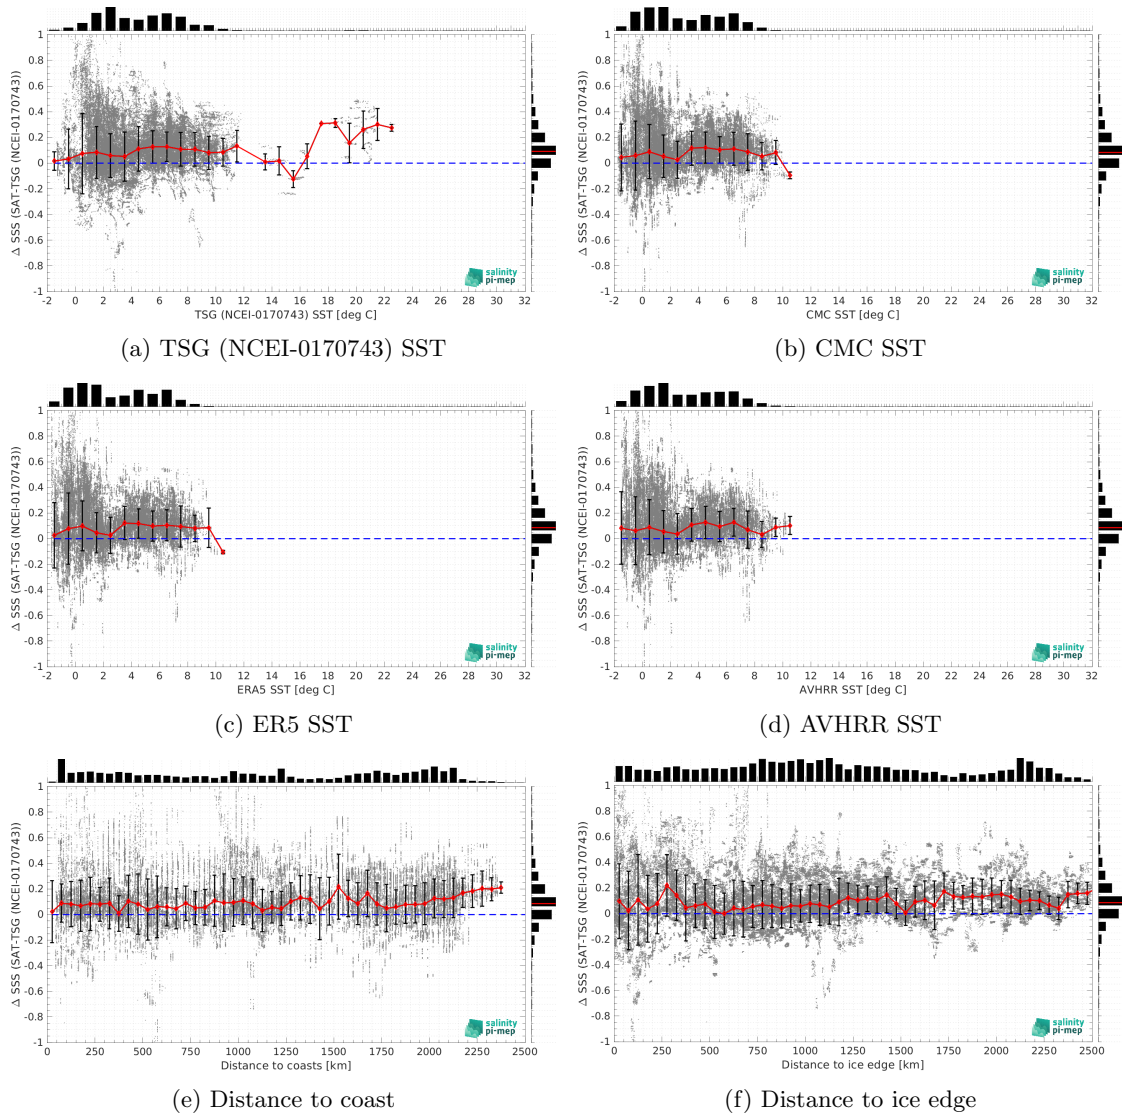 1
0.8
0.6
0.4
0.2
0
-0.2
-0.4
-0.6
-0.8
-1
Δ SSS (SAT-TSG (NCEI-0170743))
salinity
pi-mep
-2 0 2 4 6 8 10 12 14 16 18 20 22 24 26 28 30 32
TSG (NCEI-0170743) SST [deg C]
(a) TSG (NCEI-0170743) SST
1
0.8
0.6
0.4
0.2
0
-0.2
-0.4
-0.6
-0.8
-1
Δ SSS (SAT-TSG (NCEI-0170743))
salinity
pi-mep
-2 0 2 4 6 8 10 12 14 16 18 20 22 24 26 28 30 32
CMC SST [deg C]
(b) CMC SST
1
0.8
0.6
0.4
0.2
0
-0.2
-0.4
-0.6
-0.8
-1
Δ SSS (SAT-TSG (NCEI-0170743))
salinity
pi-mep
-2 0 2 4 6 8 10 12 14 16 18 20 22 24 26 28 30 32
ERA5 SST [deg C]
(c) ER5 SST
1
0.8
0.6
0.4
0.2
0
-0.2
-0.4
-0.6
-0.8
-1
Δ SSS (SAT-TSG (NCEI-0170743))
salinity
pi-mep
-2 0 2 4 6 8 10 12 14 16 18 20 22 24 26 28 30 32
AVHRR SST [deg C]
(d) AVHRR SST
1
0.8
0.6
0.4
0.2
0
-0.2
-0.4
-0.6
-0.8
-1
Δ SSS (SAT-TSG (NCEI-0170743))
salinity
pi-mep
0 250 500 750 1000 1250 1500 1750 2000 2250 2500
Distance to coasts [km]
(e) Distance to coast
1
0.8
0.6
0.4
0.2
0
-0.2
-0.4
-0.6
-0.8
-1
Δ SSS (SAT-TSG (NCEI-0170743))
salinity
pi-mep
0 250 500 750 1000 1250 1500 1750 2000 2250 2500
Distance to ice edge [km]
(f) Distance to ice edge